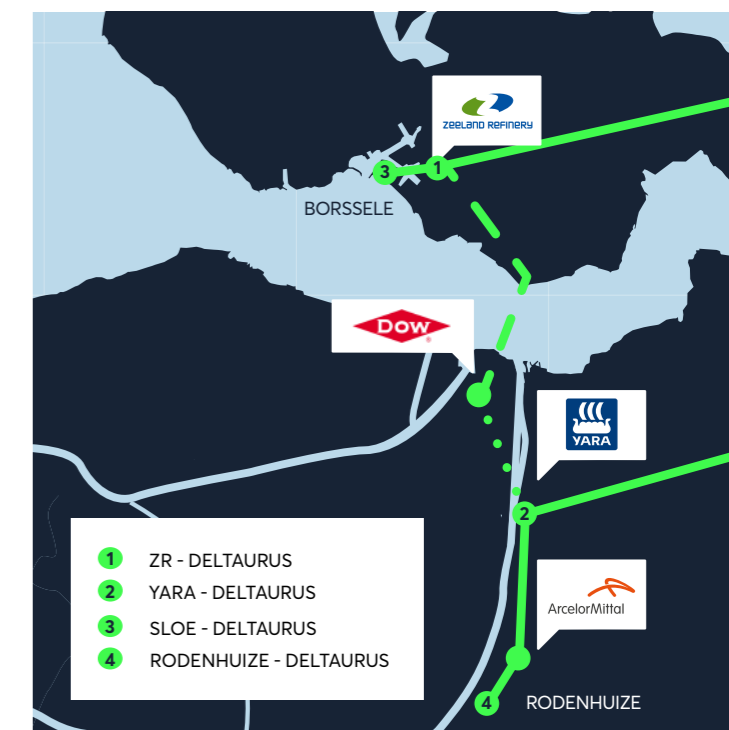 ZEELAND REFINERY
3
1
BORSSELE
Dow
YARA
2
1 ZR - DELTAURUS
2 YARA - DELTAURUS
3 SLOE - DELTAURUS
4 RODENHUIZE - DELTAURUS
ArcelorMittal
4
RODENHUIZE